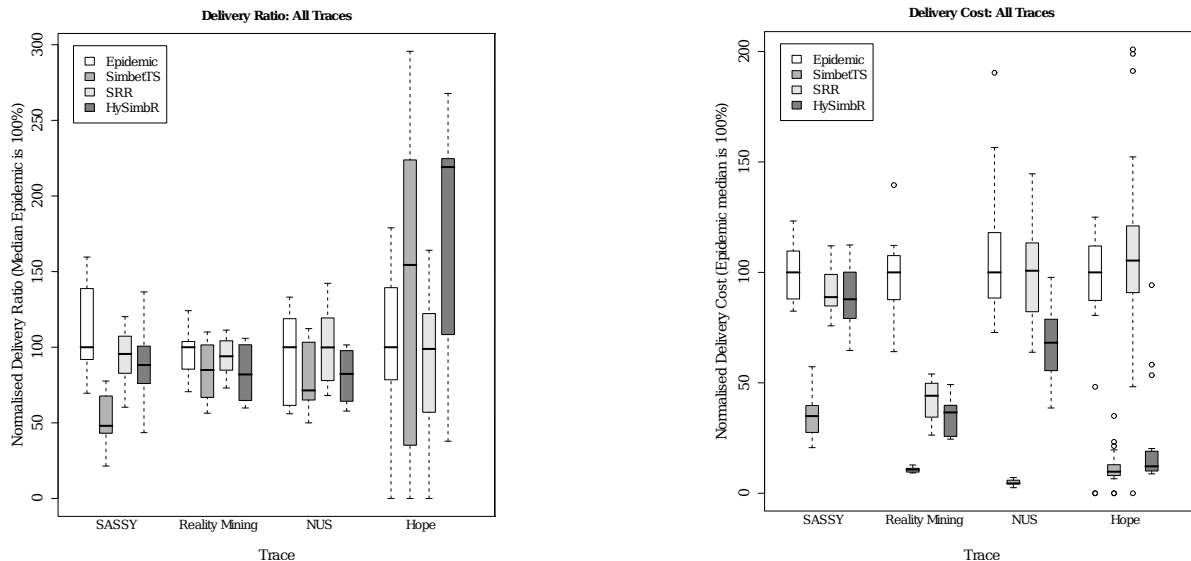 Delivery Ratio: All Traces
Normalised Delivery Ratio (Median Epidemic is 100%)
300
250
200
150
100
50
0
Epidemic
SimbetTS
SRR
HySimbR
SASSY
Reality Mining
NUS
Hope
Trace
Delivery Cost: All Traces
Normalised Delivery Cost (Epidemic median is 100%)
200
150
100
50
0
Epidemic
SimbetTS
SRR
HySimbR
SASSY
Reality Mining
NUS
Hope
Trace